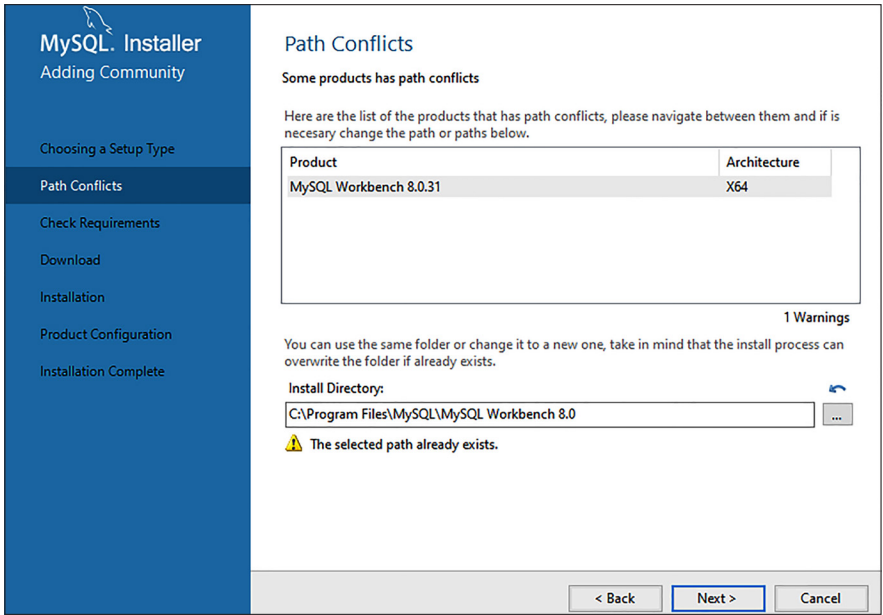 MySQL. Installer
Adding Community
Choosing a Setup Type
Path Conflicts
Check Requirements
Download
Installation
Product Configuration
Installation Complete
Path Conflicts
Some products has path conflicts
Here are the list of the products that has path conflicts, please navigate between them and if is
necesary change the path or paths below.
Product Architecture
MySQL Workbench 8.0.31 X64
1 Warnings
You can use the same folder or change it to a new one, take in mind that the install process can
overwrite the folder if already exists.
Install Directory:
C:\Program Files\MySQL\MySQL Workbench 8.0
...
The selected path already exists.
< Back Next > Cancel